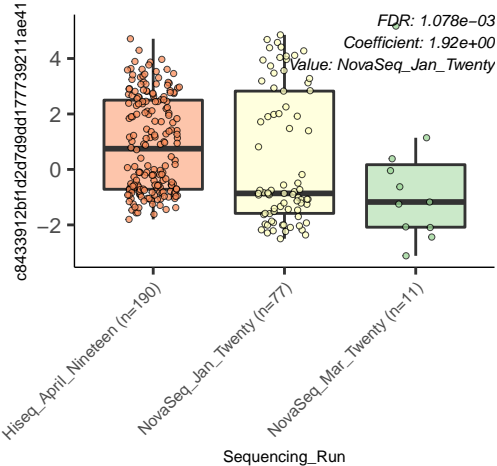 FDR: 1.078e−03
Coefficient: 1.92e+00
Value: NovaSeq_Jan_Twenty
c8433912bf1d2d7d9dd177739211ae41
4
2
0
−2
Hiseq_April_Nineteen (n=190)
NovaSeq_Jan_Twenty (n=77)
NovaSeq_Mar_Twenty (n=11)
Sequencing_Run